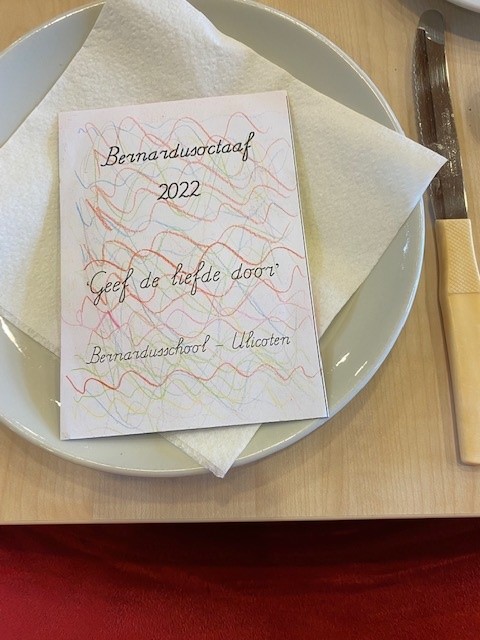 Bernardusoctaaf
2022
'Geef de liefde door'
Bernardusschool - Ulicoten